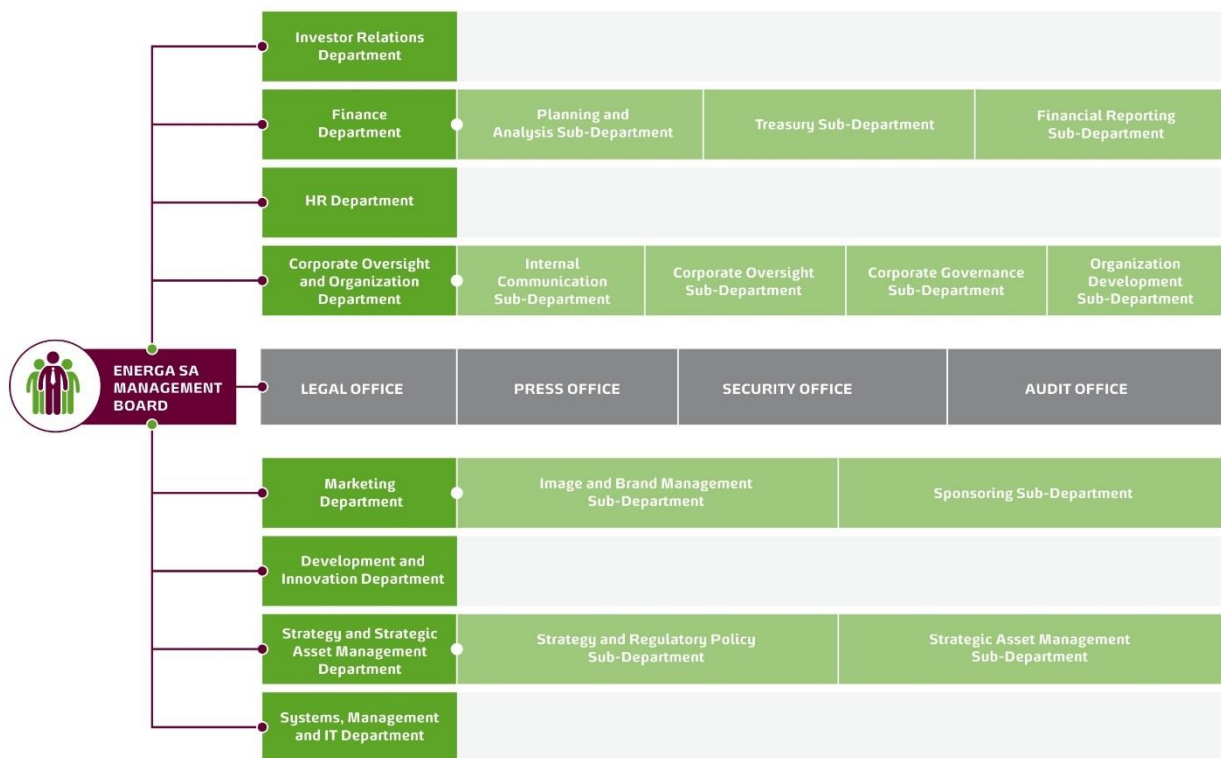 Investor Relations
Department
Finance
Department
Planning and
Analysis Sub-Department
Treasury Sub-Department
Financial Reporting
Sub-Department
HR Department
Corporate Oversight
and Organization
Department
Internal
Communication
Sub-Department
Corporate Oversight
Sub-Department
Corporate Governance
Sub-Department
Organization
Development
Sub-Department
ENERGA SA
MANAGEMENT
BOARD
LEGAL OFFICE
PRESS OFFICE
SECURITY OFFICE
AUDIT OFFICE
Marketing
Department
Image and Brand Management
Sub-Department
Sponsoring Sub-Department
Development and
Innovation Department
Strategy and Strategic
Asset Management
Department
Strategy and Regulatory Policy
Sub-Department
Strategic Asset Management
Sub-Department
Systems, Management
and IT Department